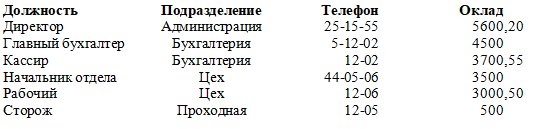 Должность Подразделение Телефон Оклад
Директор Администрация 25-15-55 5600,20
Главный бухгалтер Бухгалтерия 5-12-02 4500
Кассир Бухгалтерия 12-02 3700,55
Начальник отдела Цех 44-05-06 3500
Рабочий Цех 12-06 3000,50
Сторож Проходная 12-05 500